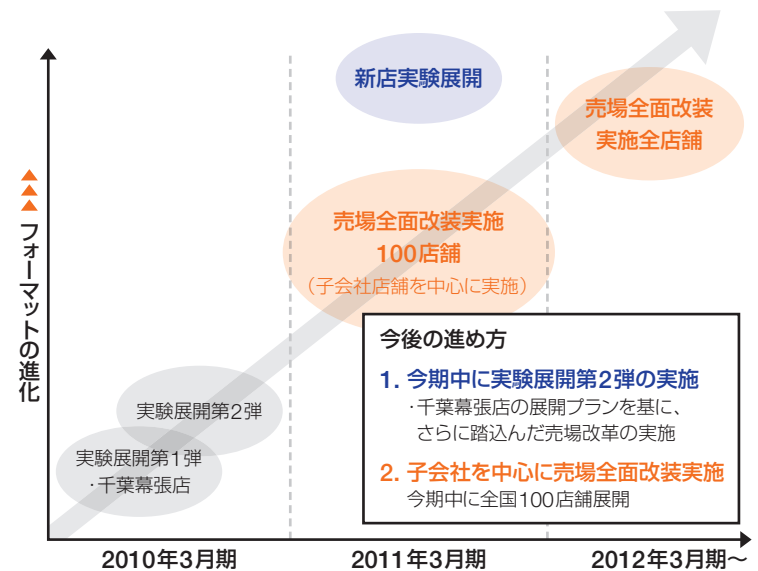 新店実験展開
売場全面改装
実施全店舗
売場全面改装実施
100店舗
（子会社店舗を中心に実施）
▲▲▲フォーマットの進化
実験展開第2弾
実験展開第1弾
・千葉幕張店
今後の進め方
1. 今期中に実験展開第2弾の実施
・千葉幕張店の展開プランを基に、
さらに踏込んだ売場改革の実施
2. 子会社を中心に売場全面改装実施
今期中に全国100店舗展開
2010年3月期
2011年3月期
2012年3月期〜